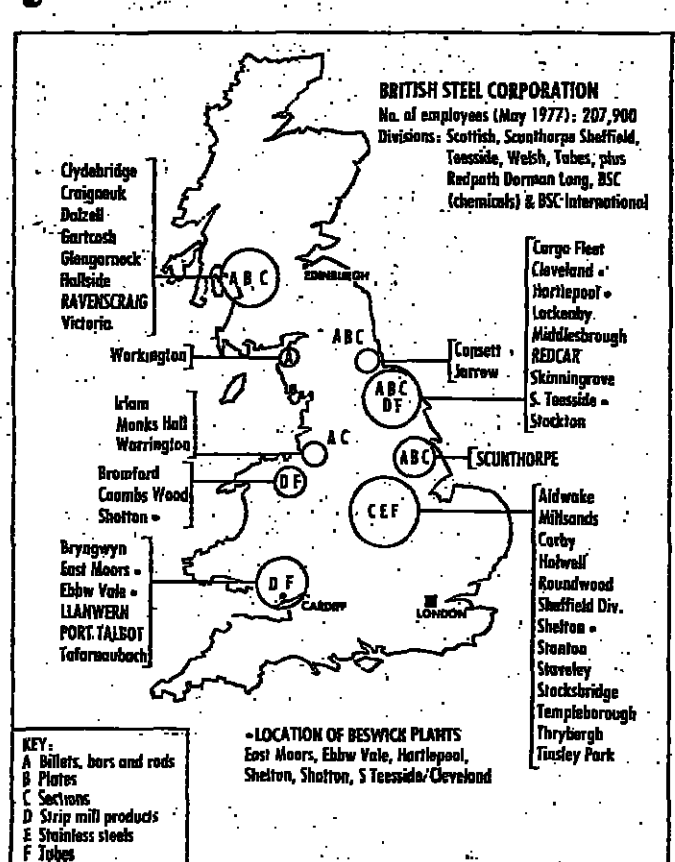 BRITISH STEEL CORPORATION
No. of employees (May 1977): 207,900
Divisions: Scottish, Scunthorpe Sheffield,
Teesside, Welsh, Tubes, plus
Redpath Dorman Long, BSC
(chemicals) & BSC-International
Clydebridge
Craigneuk
Dalzell
Gartcosh
Glengarnock
Hallside
RAVENSCRAIG
Victoria
A B C
EDINBURGH
Workington
A
A B C
Consett
Jarrow
Cargo Fleet
Cleveland •
Hartlepool •
Lackenby
Middlesbrough
REDCAR
Skinningrove
S. Teesside •
Stockton
A B C
D F
Irlam
Monks Hall
Warrington
A C
A B C
SCUNTHORPE
Bromford
Coombs Wood
Shotton •
D F
C E F
Aldwake
Millsands
Corby
Holwell
Roundwood
Sheffield Div.
Shelton •
Stanton
Staveley
Stocksbridge
Templeborough
Thrybergh
Tinsley Park
Bryngwyn
East Moors •
Ebbw Vale •
LLANWERN
PORT TALBOT
Tafarnaubach
D F
CARDIFF
LONDON
• LOCATION OF BESWICK PLANTS
East Moors, Ebbw Vale, Hartlepool,
Shelton, Shotton, S Teesside/Cleveland
KEY:
A Billets, bars and rods
B Plates
C Sections
D Strip mill products
E Stainless steels
F Tubes